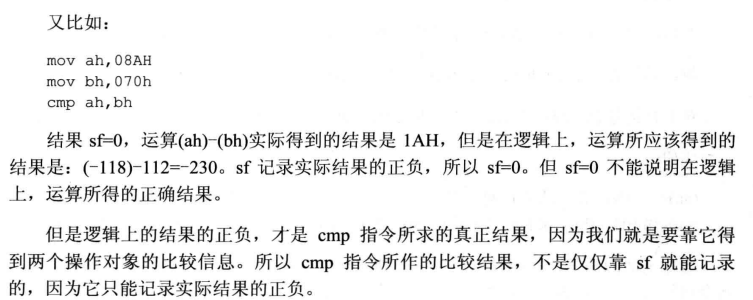 又比如：
mov ah,08AH
mov bh,070h
cmp ah,bh
结果 sf=0，运算(ah)-(bh)实际得到的结果是 1AH，但是在逻辑上，运算所应该得到的
结果是：(-118)-112=-230。sf 记录实际结果的正负，所以 sf=0。但 sf=0 不能说明在逻辑
上，运算所得的正确结果。
但是逻辑上的结果的正负，才是 cmp 指令所求的真正结果，因为我们就是要靠它得
到两个操作对象的比较信息。所以 cmp 指令所作的比较结果，不是仅仅靠 sf 就能记录
的，因为它只能记录实际结果的正负。